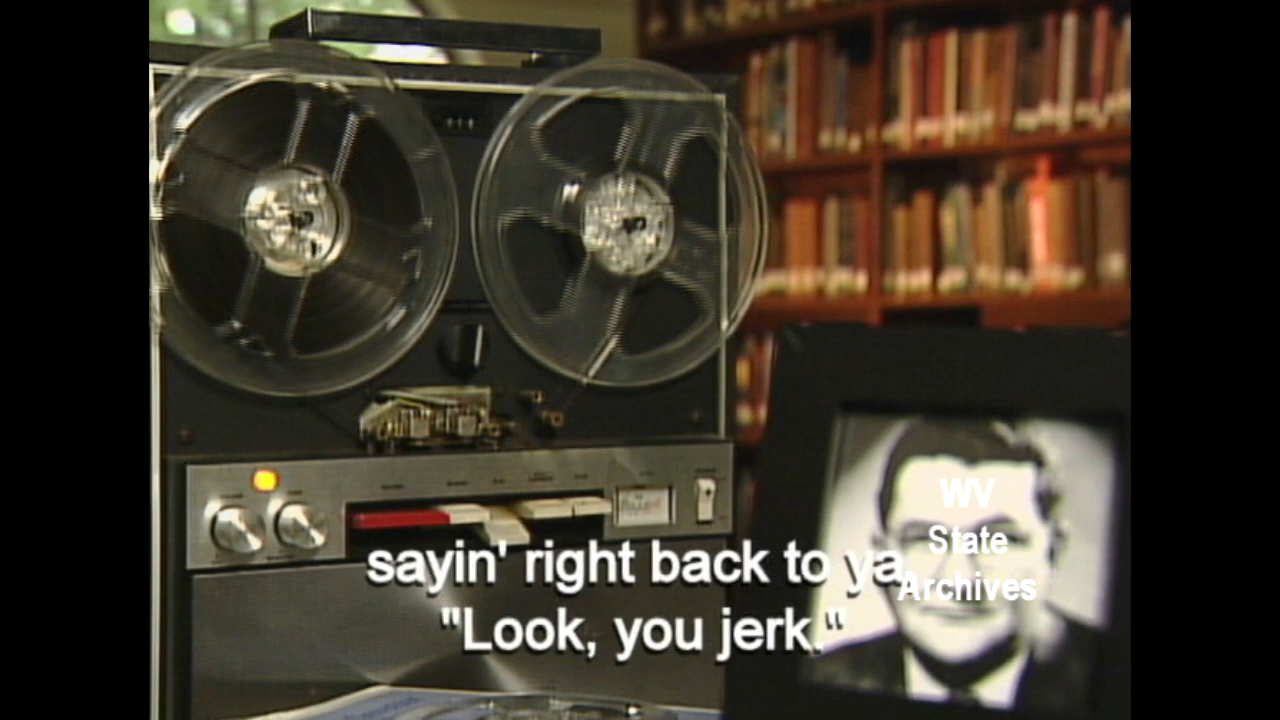 WV
State
Archives
sayin' right back to ya
"Look, you jerk."